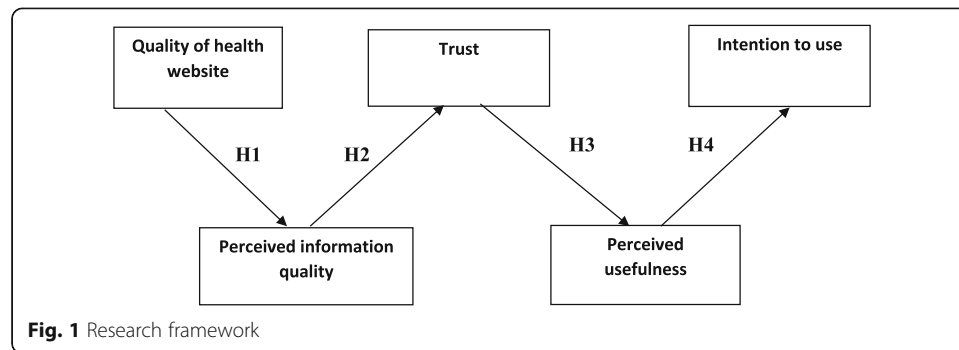 Quality of health
website
Trust
Intention to use
H1
H2
H3
H4
Perceived information
quality
Perceived
usefulness
Fig. 1 Research framework